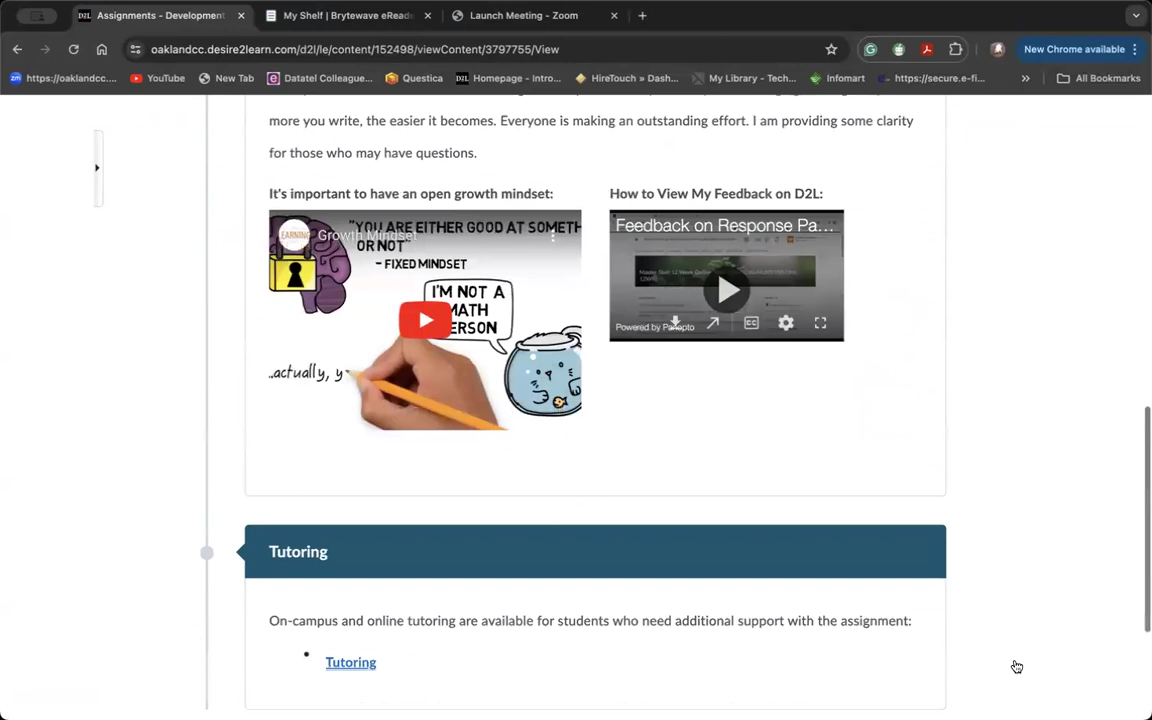 Assignments - Development
My Shelf | Brytewave eRead
Launch Meeting - Zoom
oaklandcc.desire2learn.com/d2l/le/content/152498/viewContent/3797755/View
New Chrome available
https://oaklandcc.
YouTube
New Tab
Datatel Colleague...
Questica
D2L Homepage - Intro...
HireTouch » Dash...
My Library - Tech...
Infomart
https://secure.e-fi...
All Bookmarks
more you write, the easier it becomes. Everyone is making an outstanding effort. I am providing some clarity
for those who may have questions.
It's important to have an open growth mindset:
How to View My Feedback on D2L:
"YOU ARE EITHER GOOD AT SOMETH
OR NOT"
Growth Mindset
- FIXED MINDSET
I'M NOT A
MATH
ERSON
..actually, y
Feedback on Response Pa...
Powered by Panopto
CC
Tutoring
On-campus and online tutoring are available for students who need additional support with the assignment:
Tutoring